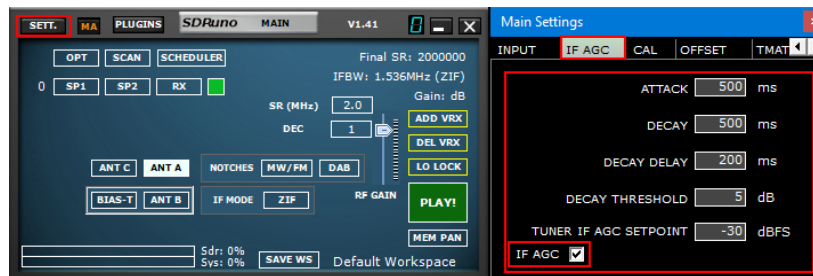 SETT. MA PLUGINS SDRuno MAIN V1.41 8
OPT SCAN SCHEDULER Final SR: 2000000
IFBW: 1.536MHz (ZIF)
0 SP1 SP2 RX Gain: dB
SR (MHz) 2.0
ADD VRX
DEC 1
DEL VRX
ANT C ANT A NOTCHES MW/FM DAB LO LOCK
BIAS-T ANT B IF MODE ZIF RF GAIN PLAY!
MEM PAN
Sdr: 0%
Sys: 0% SAVE WS Default Workspace
Main Settings
INPUT IF AGC CAL OFFSET TMAT
ATTACK 500 ms
DECAY 500 ms
DECAY DELAY 200 ms
DECAY THRESHOLD 5 dB
TUNER IF AGC SETPOINT -30 dBFS
IF AGC